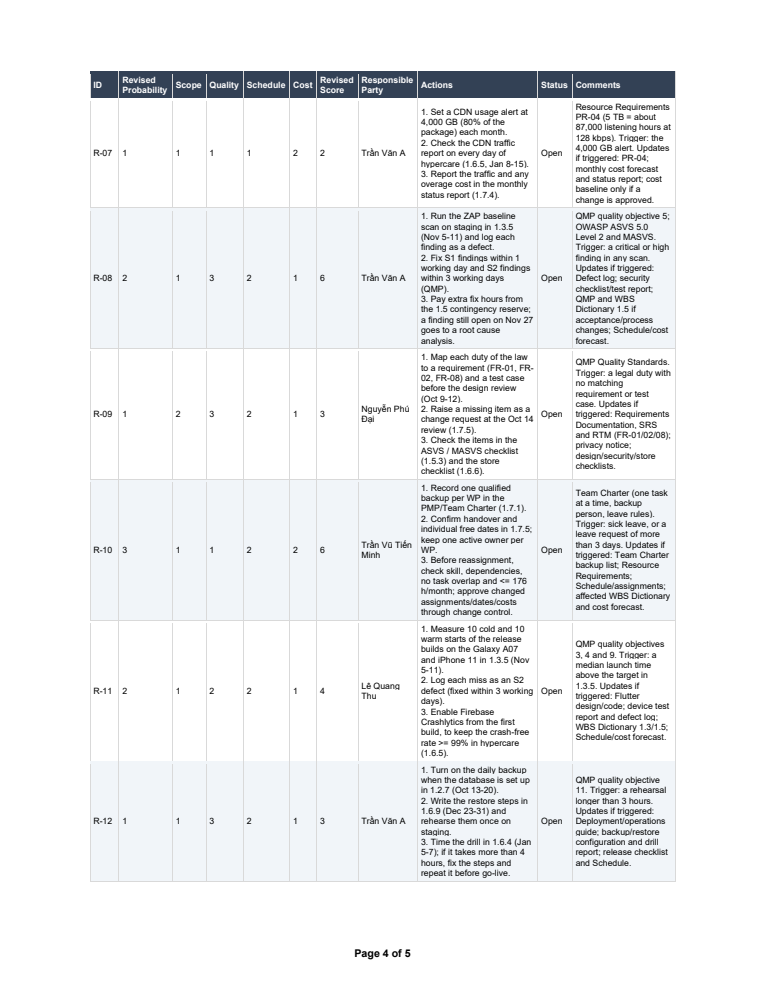 ID Revised Probability Scope Quality Schedule Cost Revised Score Responsible Party Actions Status Comments
R-07 1 1 1 1 2 2 Trần Văn A
1. Set a CDN usage alert at
4,000 GB (80% of the
package) each month.
2. Check the CDN traffic
report on every day of
hypercare (1.6.5, Jan 8-15).
3. Report the traffic and any
overage cost in the monthly
status report (1.7.4).
Open
Resource Requirements
PR-04 (5 TB = about
87,000 listening hours at
128 kbps). Trigger: the
4,000 GB alert. Updates
if triggered: PR-04;
monthly cost forecast
and status report; cost
baseline only if a
change is approved.
R-08 2 1 3 2 1 6 Trần Văn A
1. Run the ZAP baseline
scan on staging in 1.3.5
(Nov 5-11) and log each
finding as a defect.
2. Fix S1 findings within 1
working day and S2 findings
within 3 working days
(QMP).
3. Pay extra fix hours from
the 1.5 contingency reserve;
a finding still open on Nov 27
goes to a root cause
analysis.
Open
QMP quality objective 5;
OWASP ASVS 5.0
Level 2 and MASVS.
Trigger: a critical or high
finding in any scan.
Updates if triggered:
Defect log; security
checklist/test report;
QMP and WBS
Dictionary 1.5 if
acceptance/process
changes; Schedule/cost
forecast.
R-09 1 2 3 2 1 3 Nguyễn Phú
Đại
1. Map each duty of the law
to a requirement (FR-01, FR-
02, FR-08) and a test case
before the design review
(Oct 9-12).
2. Raise a missing item as a
change request at the Oct 14
review (1.7.5).
3. Check the items in the
ASVS / MASVS checklist
(1.5.3) and the store
checklist (1.6.6).
Open
QMP Quality Standards.
Trigger: a legal duty with
no matching
requirement or test
case. Updates if
triggered: Requirements
Documentation, SRS
and RTM (FR-01/02/08);
privacy notice;
design/security/store
checklists.
R-10 3 1 1 2 2 6 Trần Vũ Tiến
Minh
1. Record one qualified
backup per WP in the
PMP/Team Charter (1.7.1).
2. Confirm handover and
individual free dates in 1.7.5;
keep one active owner per
WP.
3. Before reassignment,
check skill, dependencies,
no task overlap and <= 176
h/month; approve changed
assignments/dates/costs
through change control.
Open
Team Charter (one task
at a time, backup
person, leave rules).
Trigger: sick leave, or a
leave request of more
than 3 days. Updates if
triggered: Team Charter
backup list; Resource
Requirements;
Schedule/assignments;
affected WBS Dictionary
and cost forecast.
R-11 2 1 2 2 1 4 Lê Quang
Thu
1. Measure 10 cold and 10
warm starts of the release
builds on the Galaxy A07
and iPhone 11 in 1.3.5 (Nov
5-11).
2. Log each miss as an S2
defect (fixed within 3 working
days).
3. Enable Firebase
Crashlytics from the first
build, to keep the crash-free
rate >= 99% in hypercare
(1.6.5).
Open
QMP quality objectives
3, 4 and 9. Trigger: a
median launch time
above the target in
1.3.5. Updates if
triggered: Flutter
design/code; device test
report and defect log;
WBS Dictionary 1.3/1.5;
Schedule/cost forecast.
R-12 1 1 3 2 1 3 Trần Văn A
1. Turn on the daily backup
when the database is set up
in 1.2.7 (Oct 13-20).
2. Write the restore steps in
1.6.9 (Dec 23-31) and
rehearse them once on
staging.
3. Time the drill in 1.6.4 (Jan
5-7); if it takes more than 4
hours, fix the steps and
repeat it before go-live.
Open
QMP quality objective
11. Trigger: a rehearsal
longer than 3 hours.
Updates if triggered:
Deployment/operations
guide; backup/restore
configuration and drill
report; release checklist
and Schedule.
Page 4 of 5